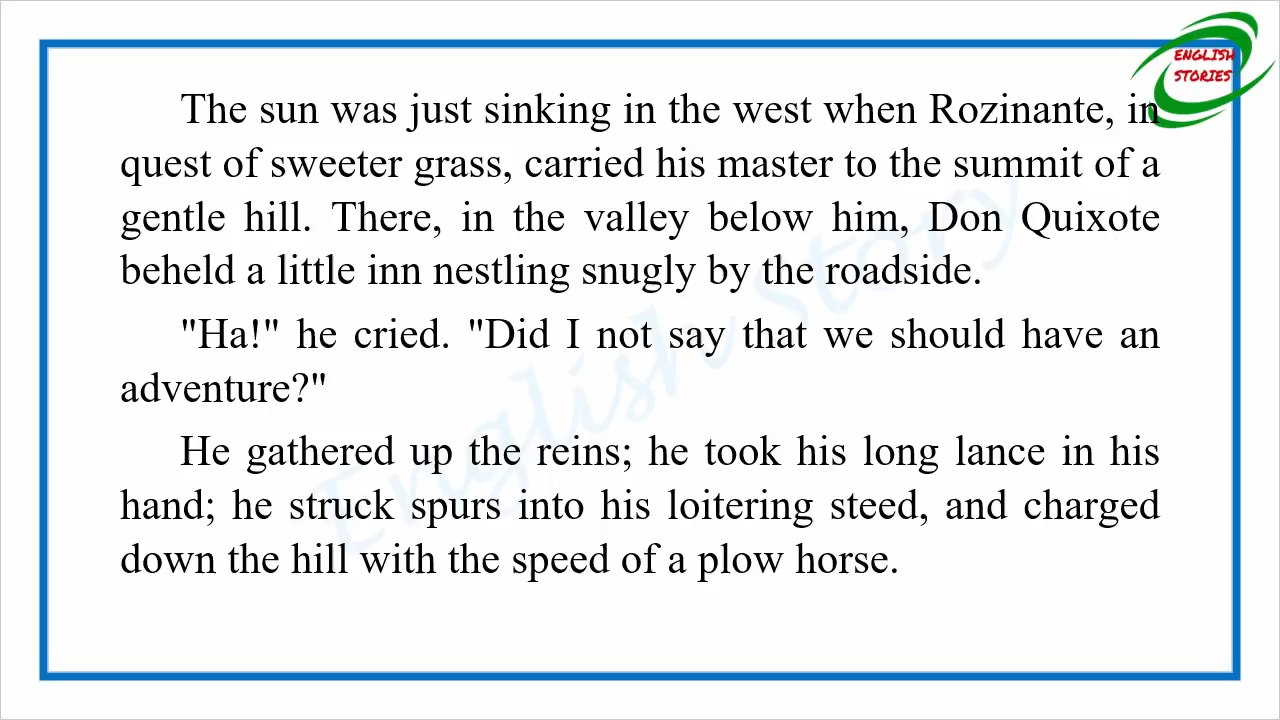 ENGLISH
STORIES
The sun was just sinking in the west when Rozinante, in
quest of sweeter grass, carried his master to the summit of a
gentle hill. There, in the valley below him, Don Quixote
beheld a little inn nestling snugly by the roadside.
"Ha!" he cried. "Did I not say that we should have an
adventure?"
He gathered up the reins; he took his long lance in his
hand; he struck spurs into his loitering steed, and charged
down the hill with the speed of a plow horse.
English Story